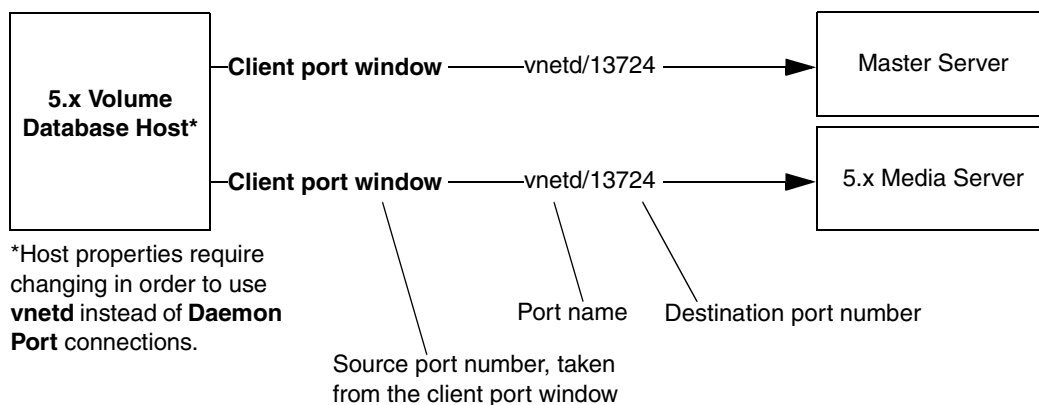 5.x Volume
Database Host*
Client port window
vnetd/13724
Master Server
Client port window
vnetd/13724
5.x Media Server
*Host properties require
changing in order to use
vnetd instead of Daemon
Port connections.
Port name
Destination port number
Source port number, taken
from the client port window